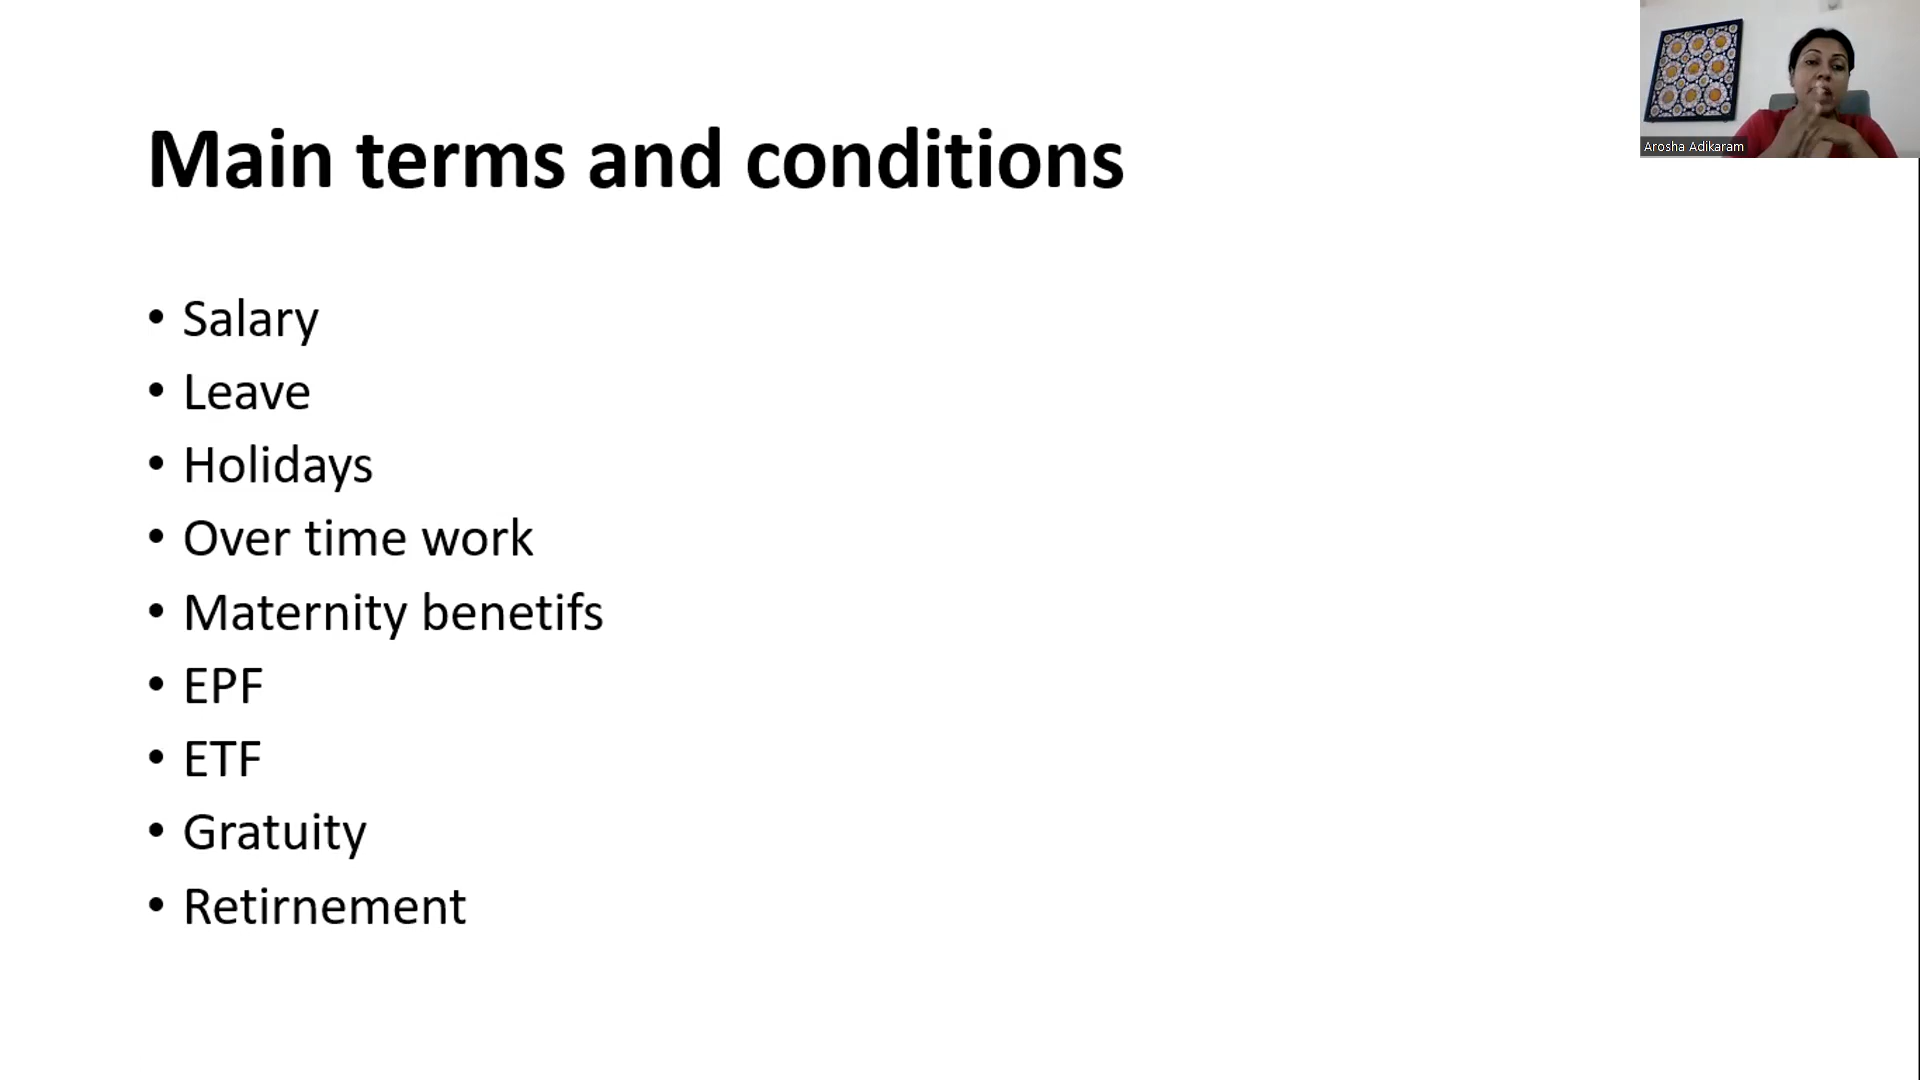 Main terms and conditions
• Salary
• Leave
• Holidays
• Over time work
• Maternity benetifs
• EPF
• ETF
• Gratuity
• Retirnement
Arosha Adikaram